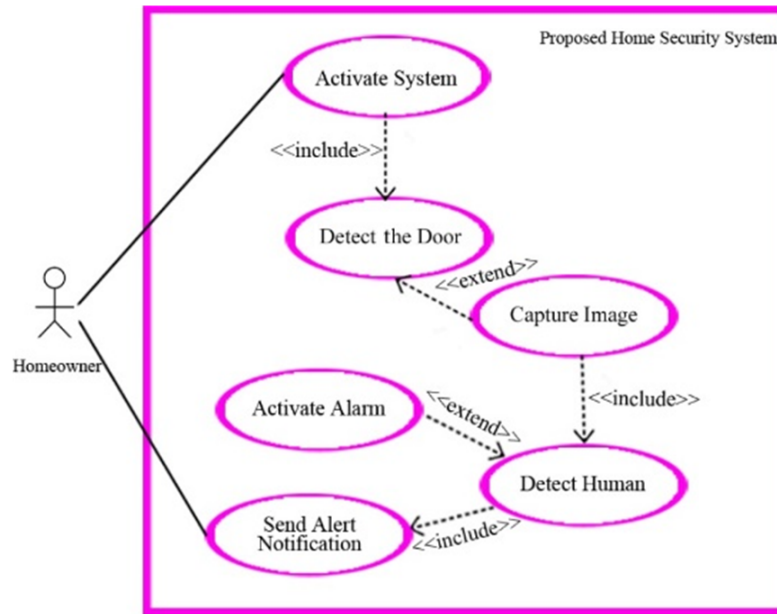 Proposed Home Security System
Activate System
<<include>>
Detect the Door
<<extend>>
Capture Image
Homeowner
<<include>>
Activate Alarm
<<extend>>
Detect Human
Send Alert
Notification
<<include>>